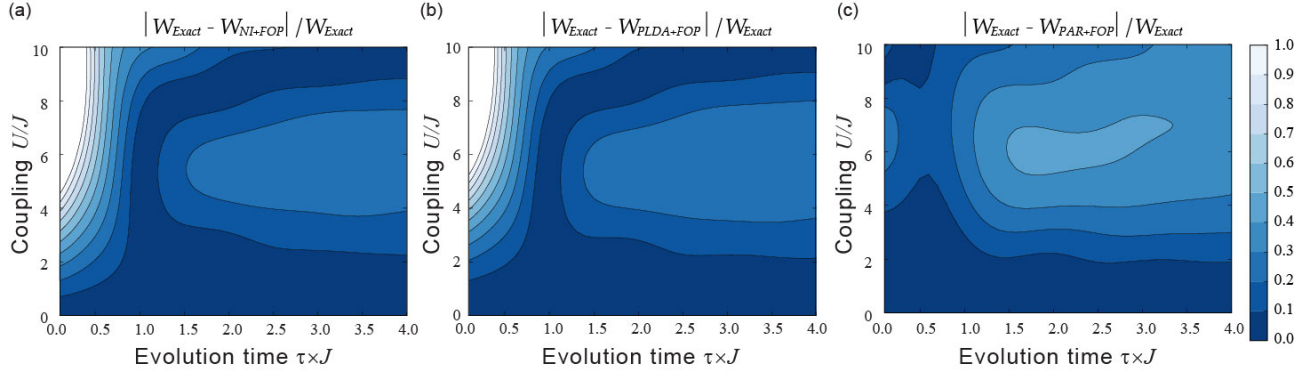 (a)
|W_Exact - W_NI+FOP| /W_Exact
10
8
6
4
2
0
Coupling U/J
0.0 0.5 1.0 1.5 2.0 2.5 3.0 3.5 4.0
Evolution time τ×J
(b)
|W_Exact - W_PLDA+FOP| /W_Exact
10
8
6
4
2
0
Coupling U/J
0.0 0.5 1.0 1.5 2.0 2.5 3.0 3.5 4.0
Evolution time τ×J
(c)
|W_Exact - W_PAR+FOP| /W_Exact
10
8
6
4
2
0
Coupling U/J
0.0 0.5 1.0 1.5 2.0 2.5 3.0 3.5 4.0
Evolution time τ×J
1.0
0.9
0.8
0.7
0.6
0.5
0.4
0.3
0.2
0.1
0.0